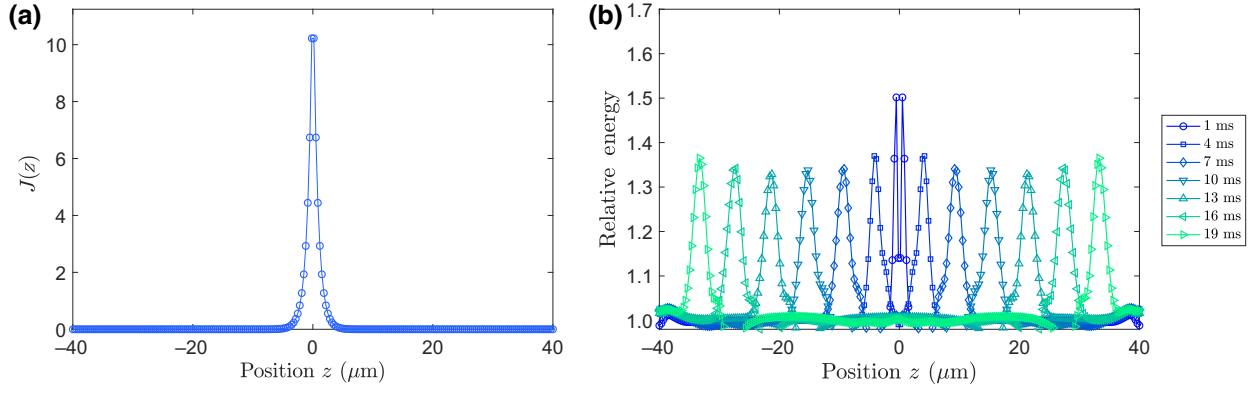 (a)
10
8
6
4
2
0
J(z)
−40
−20
0
20
40
Position z (μm)
(b)
1.7
1.6
1.5
1.4
1.3
1.2
1.1
1.0
Relative energy
−40
−20
0
20
40
Position z (μm)
1 ms
4 ms
7 ms
10 ms
13 ms
16 ms
19 ms